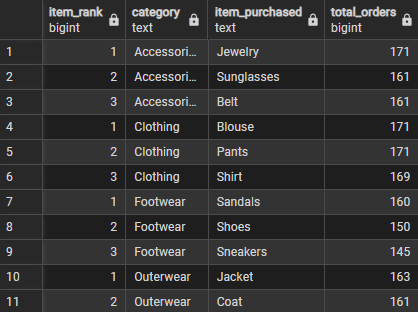 item_rank category item_purchased total_orders
bigint text text bigint
1 1 Accessori... Jewelry 171
2 2 Accessori... Sunglasses 161
3 3 Accessori... Belt 161
4 1 Clothing Blouse 171
5 2 Clothing Pants 171
6 3 Clothing Shirt 169
7 1 Footwear Sandals 160
8 2 Footwear Shoes 150
9 3 Footwear Sneakers 145
10 1 Outerwear Jacket 163
11 2 Outerwear Coat 161